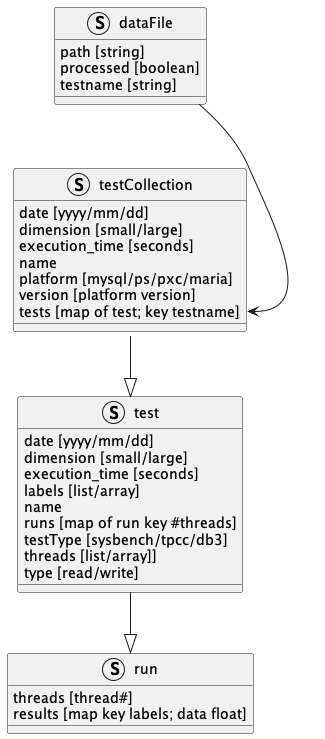 S dataFile
path [string]
processed [boolean]
testname [string]
S testCollection
date [yyyy/mm/dd]
dimension [small/large]
execution_time [seconds]
name
platform [mysql/ps/pxc/maria]
version [platform version]
tests [map of test; key testname]
S test
date [yyyy/mm/dd]
dimension [small/large]
execution_time [seconds]
labels [list/array]
name
runs [map of run key #threads]
testType [sysbench/tpcc/db3]
threads [list/array]]
type [read/write]
S run
threads [thread#]
results [map key labels; data float]